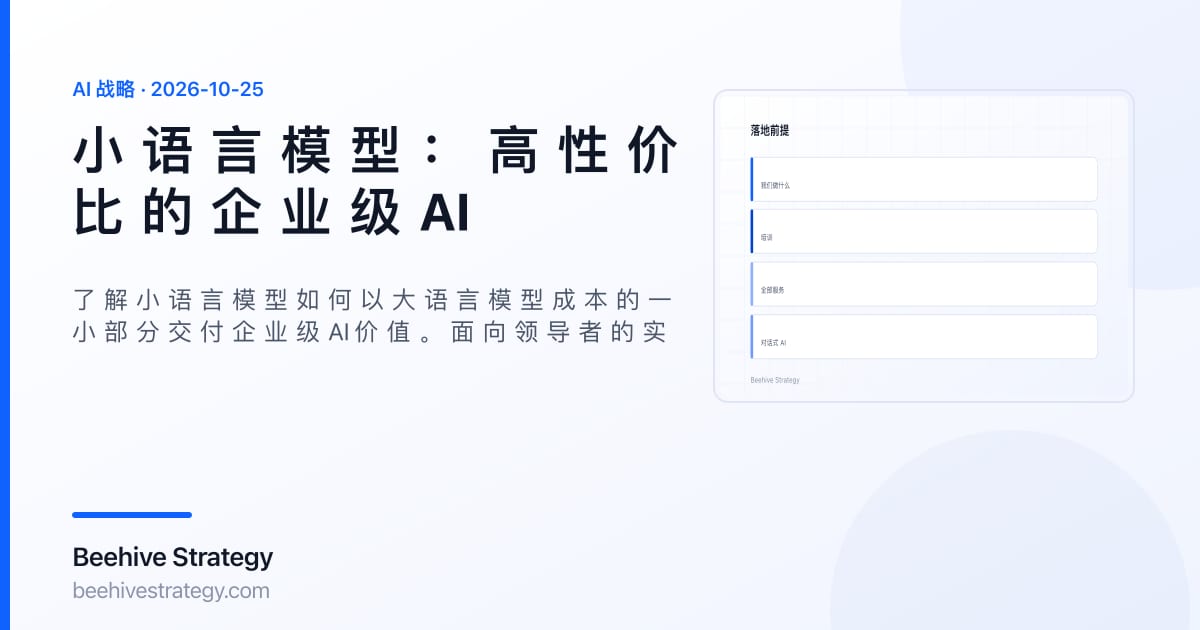 AI 战略 · 2026-10-25
小语言模型：高性价
比的企业级 AI
了解小语言模型如何以大语言模型成本的一
小部分交付企业级 AI价值。面向领导者的实
落地前提
我们做什么
培训
全部服务
对话式 AI
Beehive Strategy
Beehive Strategy
beehivestrategy.com